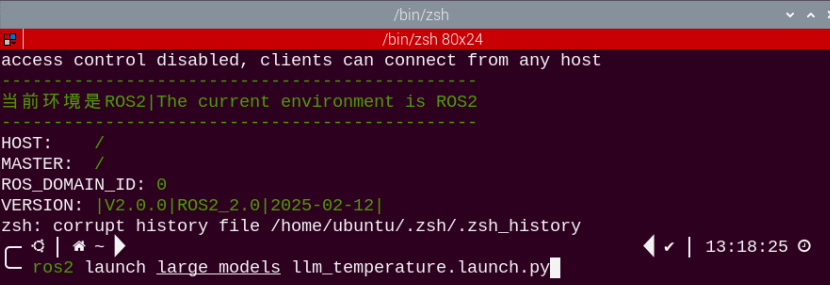 /bin/zsh
/bin/zsh 80x24
access control disabled, clients can connect from any host
-----------------------------------------------
当前环境是ROS2|The current environment is ROS2
-----------------------------------------------
HOST: /
MASTER: /
ROS_DOMAIN_ID: 0
VERSION: |V2.0.0|ROS2_2.0|2025-02-12|
zsh: corrupt history file /home/ubuntu/.zsh/.zsh_history
~ ✔ 13:18:25
ros2 launch large_models llm_temperature.launch.py